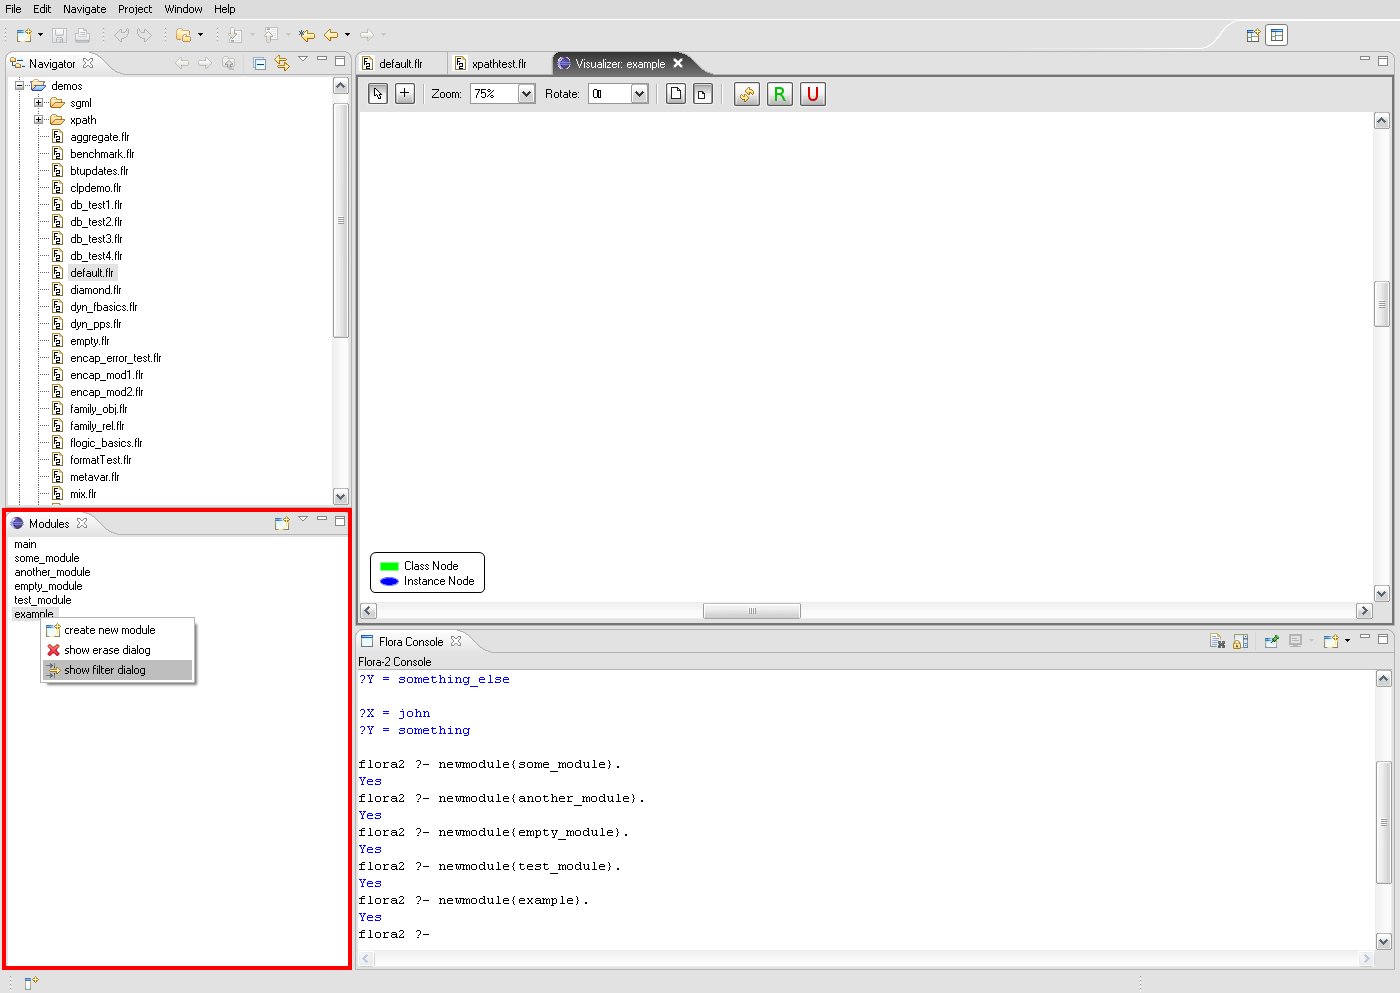 File Edit Navigate Project Window Help
Navigator
demos
sgml
xpath
aggregate.flr
benchmark.flr
btupdates.flr
clpdemo.flr
db_test1.flr
db_test2.flr
db_test3.flr
db_test4.flr
default.flr
diamond.flr
dyn_fbasics.flr
dyn_pps.flr
empty.flr
encap_error_test.flr
encap_mod1.flr
encap_mod2.flr
family_obj.flr
family_rel.flr
flogic_basics.flr
formatTest.flr
metavar.flr
mix.flr
Modules
main
some_module
another_module
empty_module
test_module
example
create new module
show erase dialog
show filter dialog
default.flr xpathtest.flr Visualizer: example
Zoom: 75% Rotate: R U
Class Node
Instance Node
Flora Console
Flora-2 Console
?Y = something_else
?X = john
?Y = something
flora2 ?- newmodule{some_module}.
Yes
flora2 ?- newmodule{another_module}.
Yes
flora2 ?- newmodule{empty_module}.
Yes
flora2 ?- newmodule{test_module}.
Yes
flora2 ?- newmodule{example}.
Yes
flora2 ?-